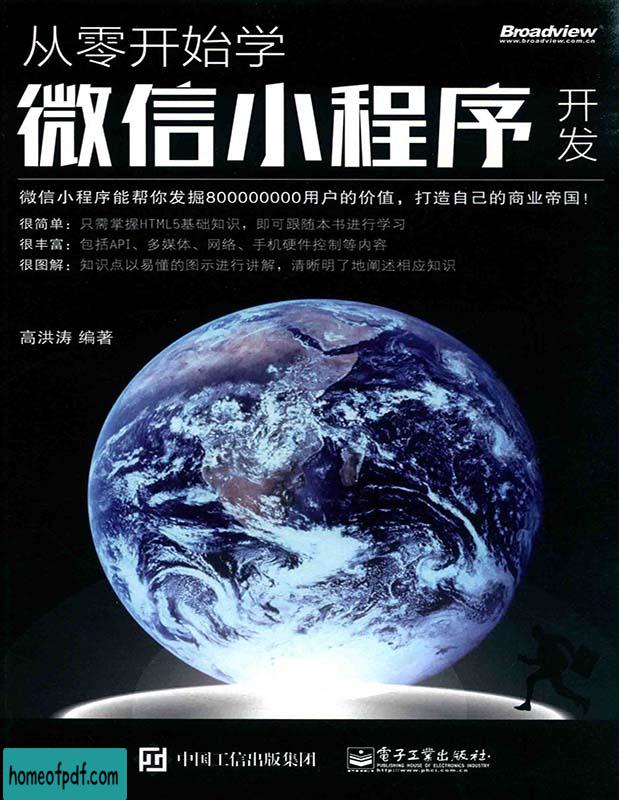 从零开始学
Broadview®
www.broadview.com.cn
微信小程序 开发
微信小程序能帮你发掘800000000用户的价值，打造自己的商业帝国！
很简单：只需掌握HTML5基础知识，即可跟随本书进行学习
很丰富：包括API、多媒体、网络、手机硬件控制等内容
很图解：知识点以易懂的图示进行讲解，清晰明了地阐述相应知识
高洪涛 编著
中国工信出版集团
电子工业出版社
PUBLISHING HOUSE OF ELECTRONICS INDUSTRY
http://www.phei.com.cn
homeofpdf.com